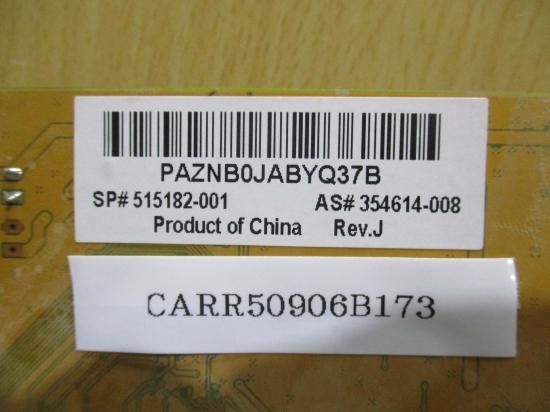 PAZNB0JABYQ37B
SP# 515182-001 AS# 354614-008
Product of China Rev.J
CARR50906B173